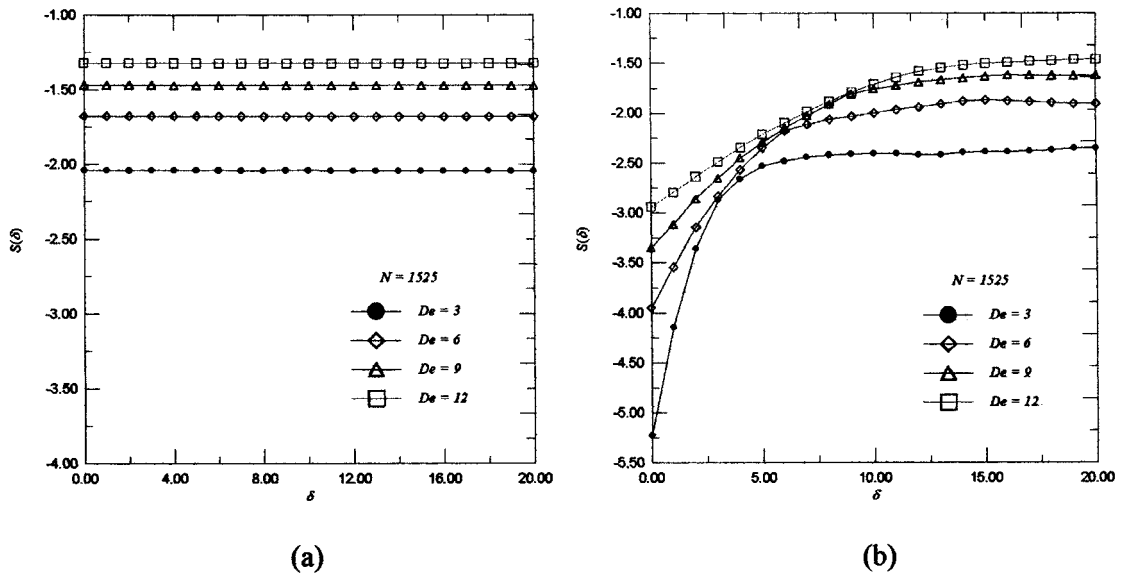 -1.00
-1.50
-2.00
-2.50
-3.00
-3.50
-4.00
S(δ)
0.00
4.00
8.00
12.00
16.00
20.00
δ
N = 1525
De = 3
De = 6
De = 9
De = 12
(a)
-1.00
-1.50
-2.00
-2.50
-3.00
-3.50
-4.00
-4.50
-5.00
-5.50
S(δ)
0.00
5.00
10.00
15.00
20.00
δ
N = 1525
De = 3
De = 6
De = 9
De = 12
(b)